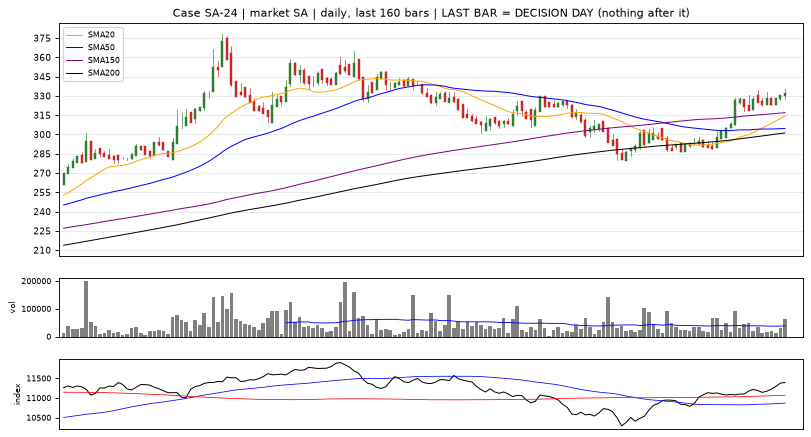 Case SA-24 | market SA | daily, last 160 bars | LAST BAR = DECISION DAY (nothing after it)
SMA20
SMA50
SMA150
SMA200
375
360
345
330
315
300
285
270
255
240
225
210
200000
100000
0
vol
11500
11000
10500
index